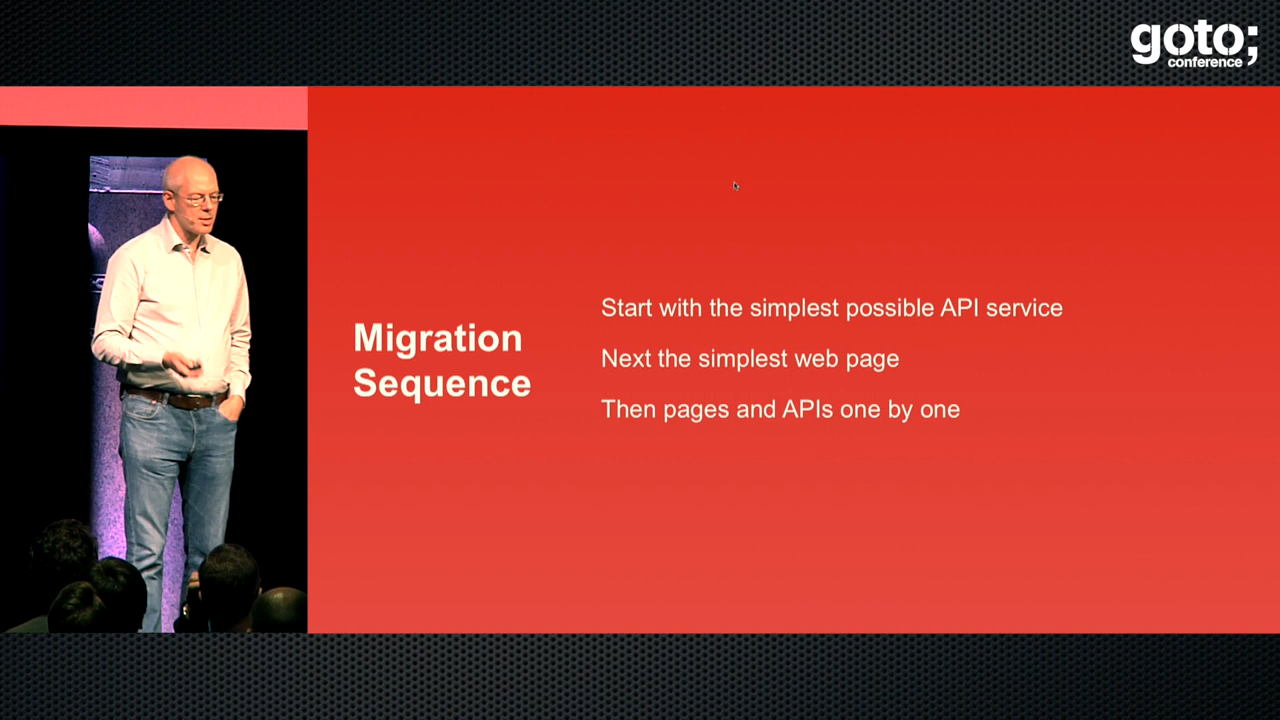 goto;
conference
Migration
Sequence
Start with the simplest possible API service
Next the simplest web page
Then pages and APIs one by one